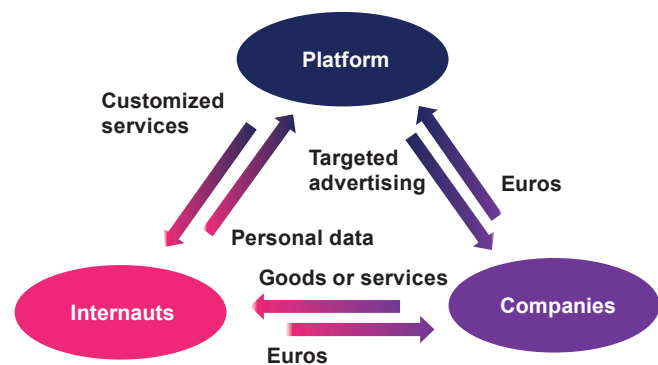 Platform
Customized
services
Targeted
advertising
Euros
Personal data
Goods or services
Internauts
Companies
Euros